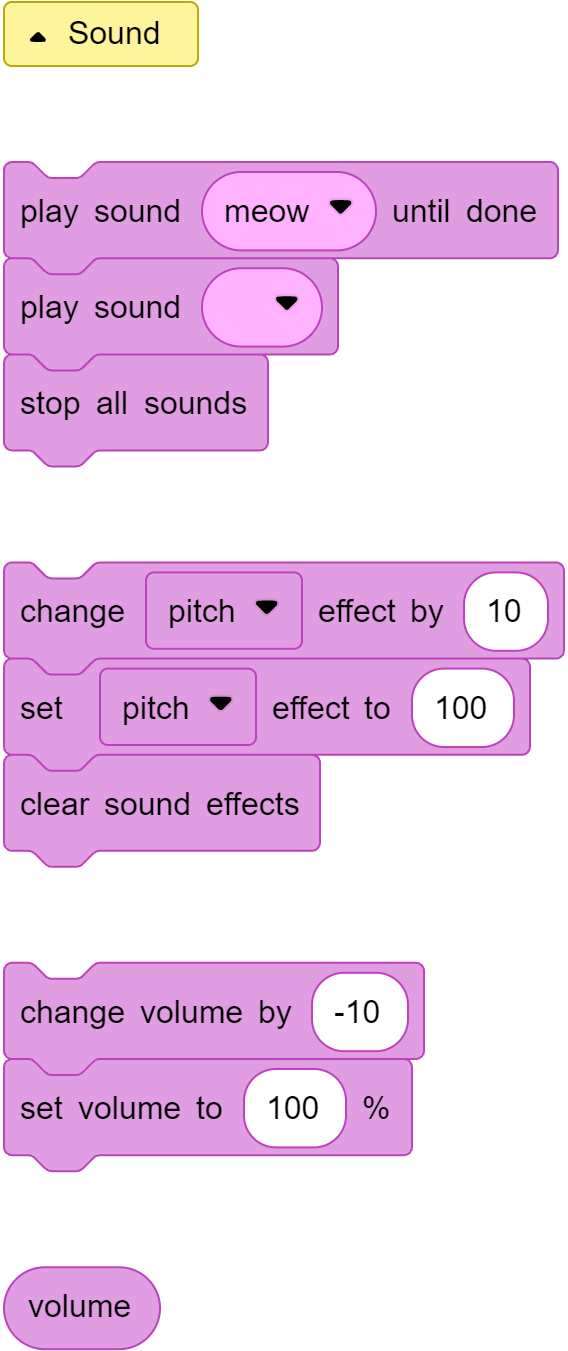 Sound
play sound meow until done
play sound
stop all sounds
change pitch effect by 10
set pitch effect to 100
clear sound effects
change volume by -10
set volume to 100 %
volume